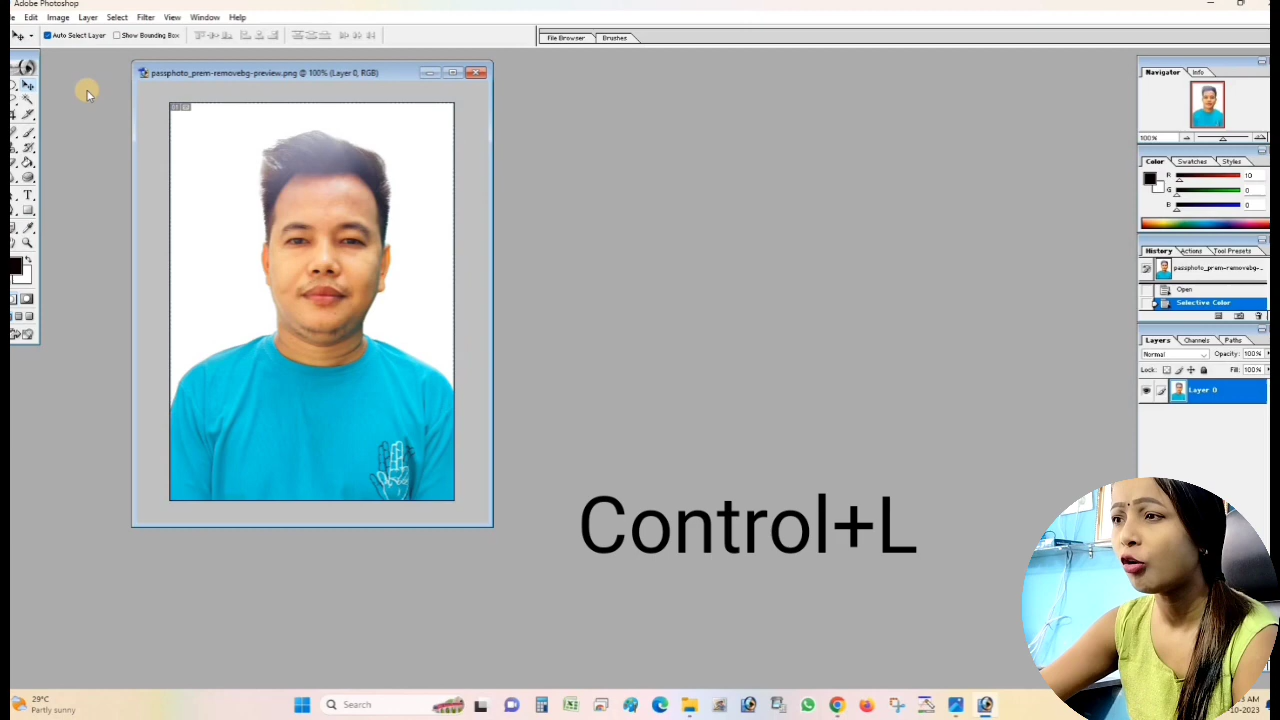 Adobe Photoshop
Edit Image Layer Select Filter View Window Help
Auto Select Layer Show Bounding Box File Browser Brushes
passphoto_prem-removebg-preview.png @ 100% (Layer 0, RGB)
Navigator Info
100%
Color Swatches Styles
R 10
G 0
B 0
History Actions Tool Presets
passphoto_prem-removebg-...
Open
Selective Color
Layers Channels Paths
Normal Opacity: 100%
Lock: Fill: 100%
Layer 0
Control+L
29°C
Partly sunny
Search